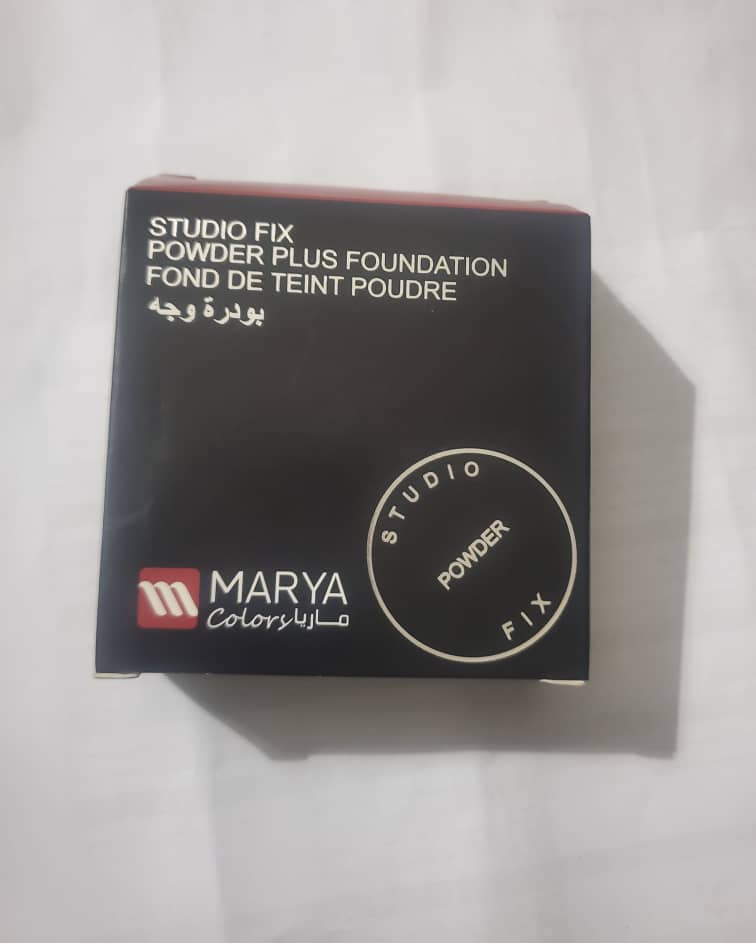 STUDIO FIX
POWDER PLUS FOUNDATION
FOND DE TEINT POUDRE
بودرة وجه
STUDIO
POWDER
FIX
MARYA
Colors ماريا